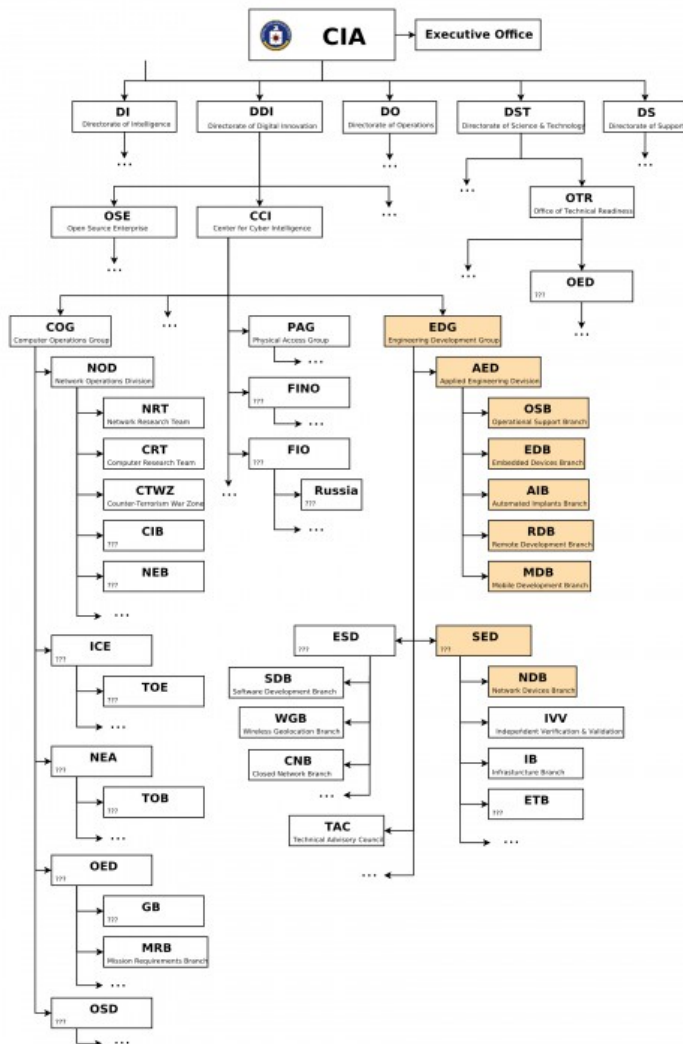 CIA
Executive Office
DI
Directorate of Intelligence
...
DDI
Directorate of Digital Innovation
DO
Directorate of Operations
...
DST
Directorate of Science & Technology
DS
Directorate of Support
...
...
OTR
Office of Technical Readiness
...
OED
???
...
OSE
Open Source Enterprise
...
CCI
Center for Cyber Intelligence
...
COG
Computer Operations Group
NOD
Network Operations Division
NRT
Network Research Team
CRT
Computer Research Team
CTWZ
Counter-Terrorism War Zone
CIB
???
NEB
???
...
ICE
???
TOE
???
...
NEA
???
TOB
???
...
OED
???
GB
???
MRB
Mission Requirements Branch
...
OSD
???
...
...
PAG
Physical Access Group
...
FINO
???
...
FIO
???
Russia
???
...
...
EDG
Engineering Development Group
AED
Applied Engineering Devision
OSB
Operational Support Branch
EDB
Embedded Devices Branch
AIB
Automated Implants Branch
RDB
Remote Development Branch
MDB
Mobile Development Branch
ESD
???
SDB
Software Development Branch
WGB
Wireless Geolocation Branch
CNB
Closed Network Branch
...
SED
???
NDB
Network Devices Branch
IVV
Independent Verification & Validation
IB
Infrasturcture Branch
ETB
???
...
TAC
Technical Advisory Council
...